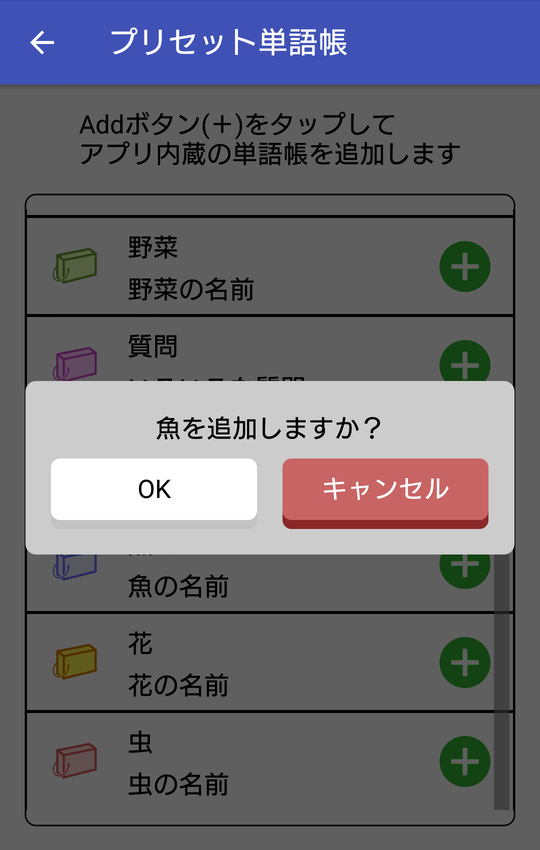 プリセット単語帳
Addボタン(＋)をタップして
アプリ内蔵の単語帳を追加します
野菜
野菜の名前
質問
魚を追加しますか？
OK
キャンセル
魚の名前
花
花の名前
虫
虫の名前